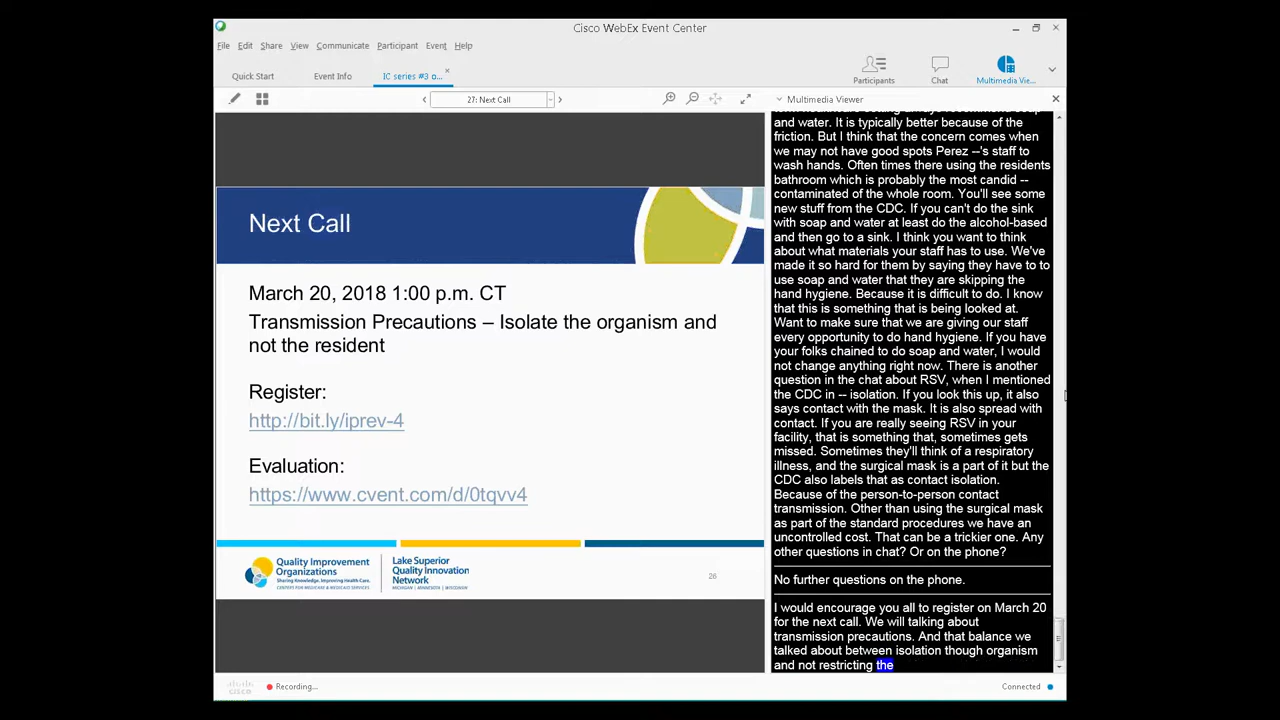 Cisco WebEx Event Center
File Edit Share View Communicate Participant Event Help
Quick Start Event Info IC series #3 o...
Participants Chat Multimedia Vie...
27: Next Call
Multimedia Viewer
Next Call
March 20, 2018 1:00 p.m. CT
Transmission Precautions – Isolate the organism and
not the resident
Register:
http://bit.ly/iprev-4
Evaluation:
https://www.cvent.com/d/0tqvv4
Quality Improvement
Organizations
Sharing Knowledge. Improving Health Care.
CENTERS FOR MEDICARE & MEDICAID SERVICES
Lake Superior
Quality Innovation
Network
MICHIGAN | MINNESOTA | WISCONSIN
26
and water. It is typically better because of the
friction. But I think that the concern comes when
we may not have good spots Perez --'s staff to
wash hands. Often times there using the residents
bathroom which is probably the most candid --
contaminated of the whole room. You'll see some
new stuff from the CDC. If you can't do the sink
with soap and water at least do the alcohol-based
and then go to a sink. I think you want to think
about what materials your staff has to use. We've
made it so hard for them by saying they have to to
use soap and water that they are skipping the
hand hygiene. Because it is difficult to do. I know
that this is something that is being looked at.
Want to make sure that we are giving our staff
every opportunity to do hand hygiene. If you have
your folks chained to do soap and water, I would
not change anything right now. There is another
question in the chat about RSV, when I mentioned
the CDC in -- isolation. If you look this up, it also
says contact with the mask. It is also spread with
contact. If you are really seeing RSV in your
facility, that is something that, sometimes gets
missed. Sometimes they'll think of a respiratory
illness, and the surgical mask is a part of it but the
CDC also labels that as contact isolation.
Because of the person-to-person contact
transmission. Other than using the surgical mask
as part of the standard procedures we have an
uncontrolled cost. That can be a trickier one. Any
other questions in chat? Or on the phone?
No further questions on the phone.
I would encourage you all to register on March 20
for the next call. We will talking about
transmission precautions. And that balance we
talked about between isolation though organism
and not restricting the
cisco
Recording...
Connected